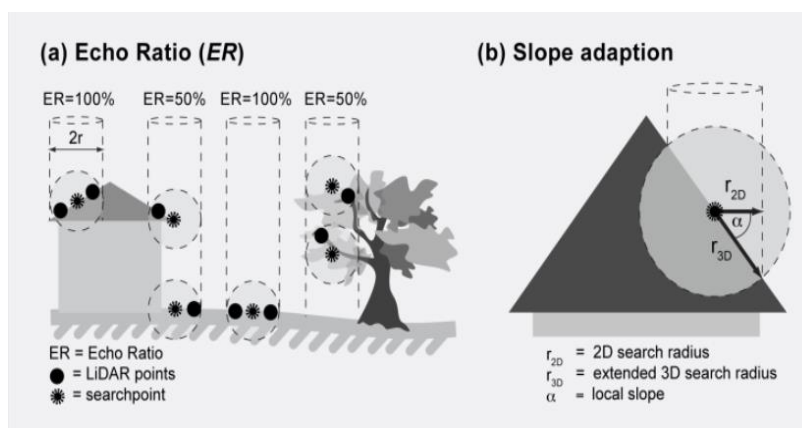 (a) Echo Ratio (ER)
ER=100%
ER=50%
ER=100%
ER=50%
2r
ER = Echo Ratio
= LiDAR points
= searchpoint
(b) Slope adaption
r2D
α
r3D
r2D = 2D search radius
r3D = extended 3D search radius
α = local slope